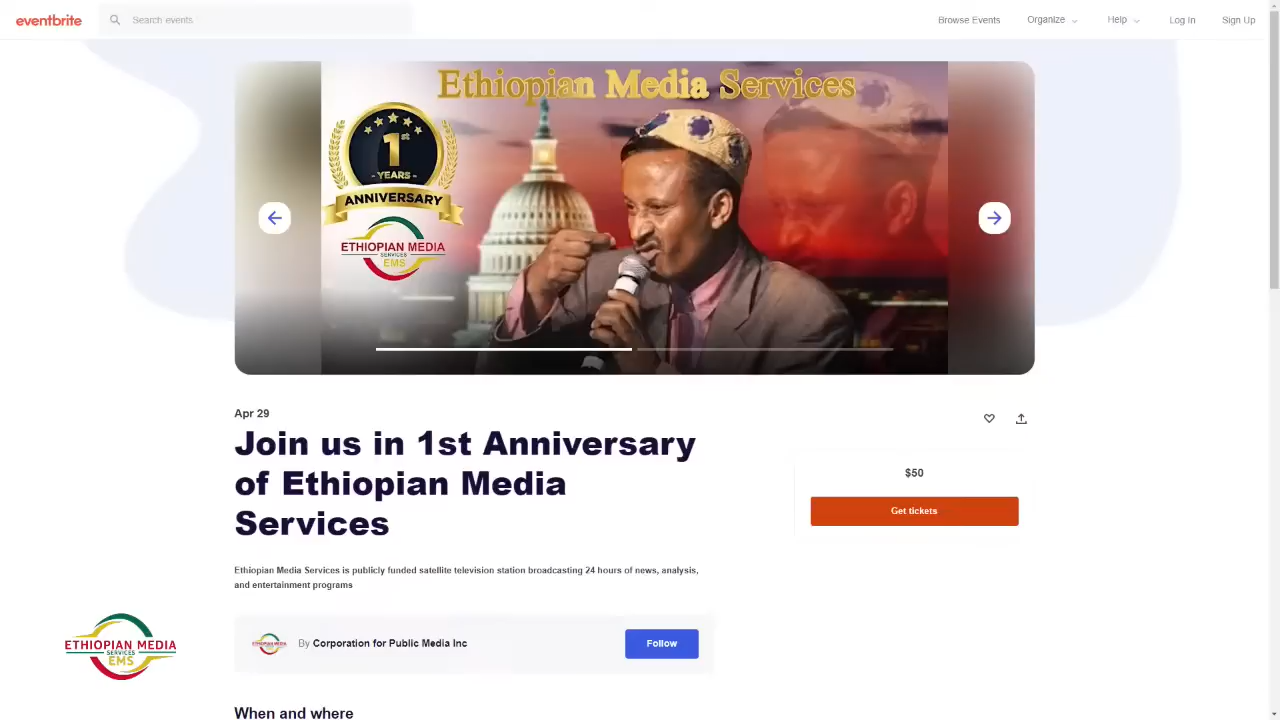 eventbrite
Search events
Browse Events
Organize
Help
Log In
Sign Up
Ethiopian Media Services
1st
- YEARS -
ANNIVERSARY
ETHIOPIAN MEDIA
SERVICES
EMS
Apr 29
Join us in 1st Anniversary
of Ethiopian Media
Services
$50
Get tickets
Ethiopian Media Services is publicly funded satellite television station broadcasting 24 hours of news, analysis,
and entertainment programs
ETHIOPIAN MEDIA
SERVICES
EMS
ETHIOPIAN MEDIA
By Corporation for Public Media Inc
Follow
When and where